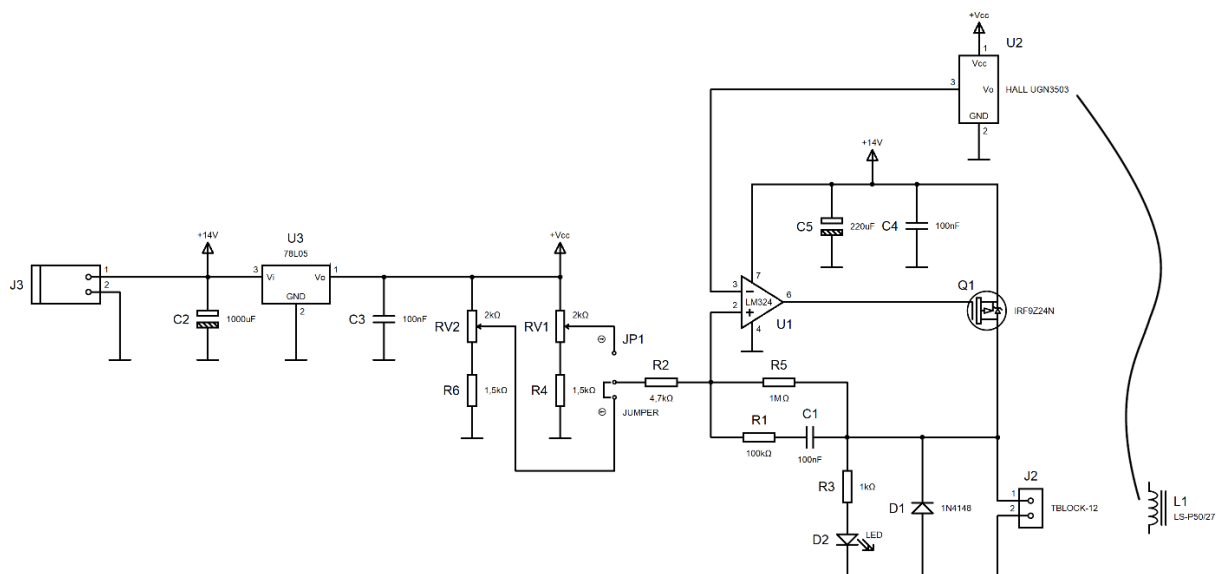 +Vcc
1
U2
Vcc
3
Vo
HALL UGN3503
GND
2
+14V
C5
220uF
C4
100nF
7
3
LM324
6
2
4
U1
Q1
IRF9Z24N
J3
1
2
+14V
C2
1000uF
U3
78L05
3
Vi
Vo
1
GND
2
C3
100nF
+Vcc
RV2
2kΩ
RV1
2kΩ
JP1
R6
1,5kΩ
R4
1,5kΩ
JUMPER
R2
4,7kΩ
R5
1MΩ
R1
100kΩ
C1
100nF
R3
1kΩ
D2
LED
D1
1N4148
J2
1
2
TBLOCK-12
L1
LS-P50/27